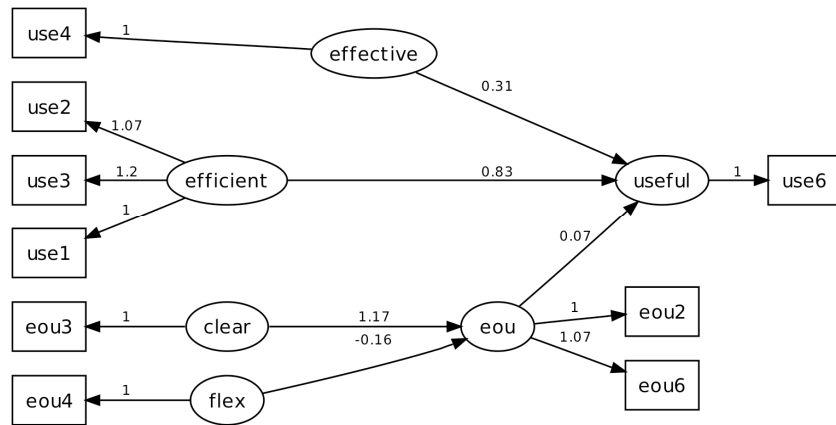 use4
1
effective
use2
0.31
1.07
use3
1.2
efficient
0.83
useful
1
use6
1
use1
0.07
eou3
1
clear
1.17
eou
1
eou2
-0.16
1.07
eou4
1
flex
eou6